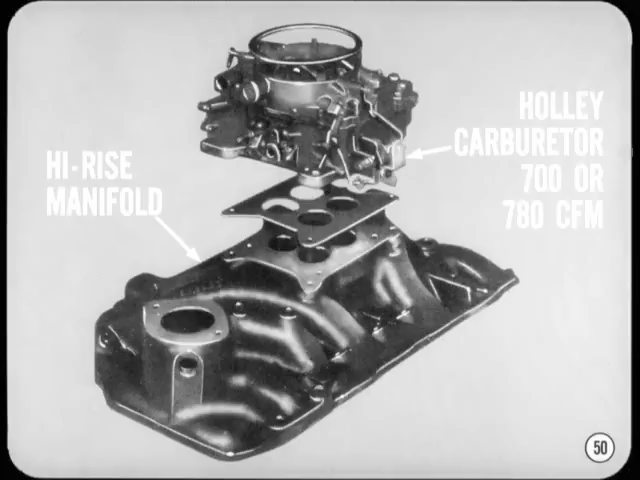 HI-RISE
MANIFOLD
HOLLEY
CARBURETOR
700 OR
780 CFM
50